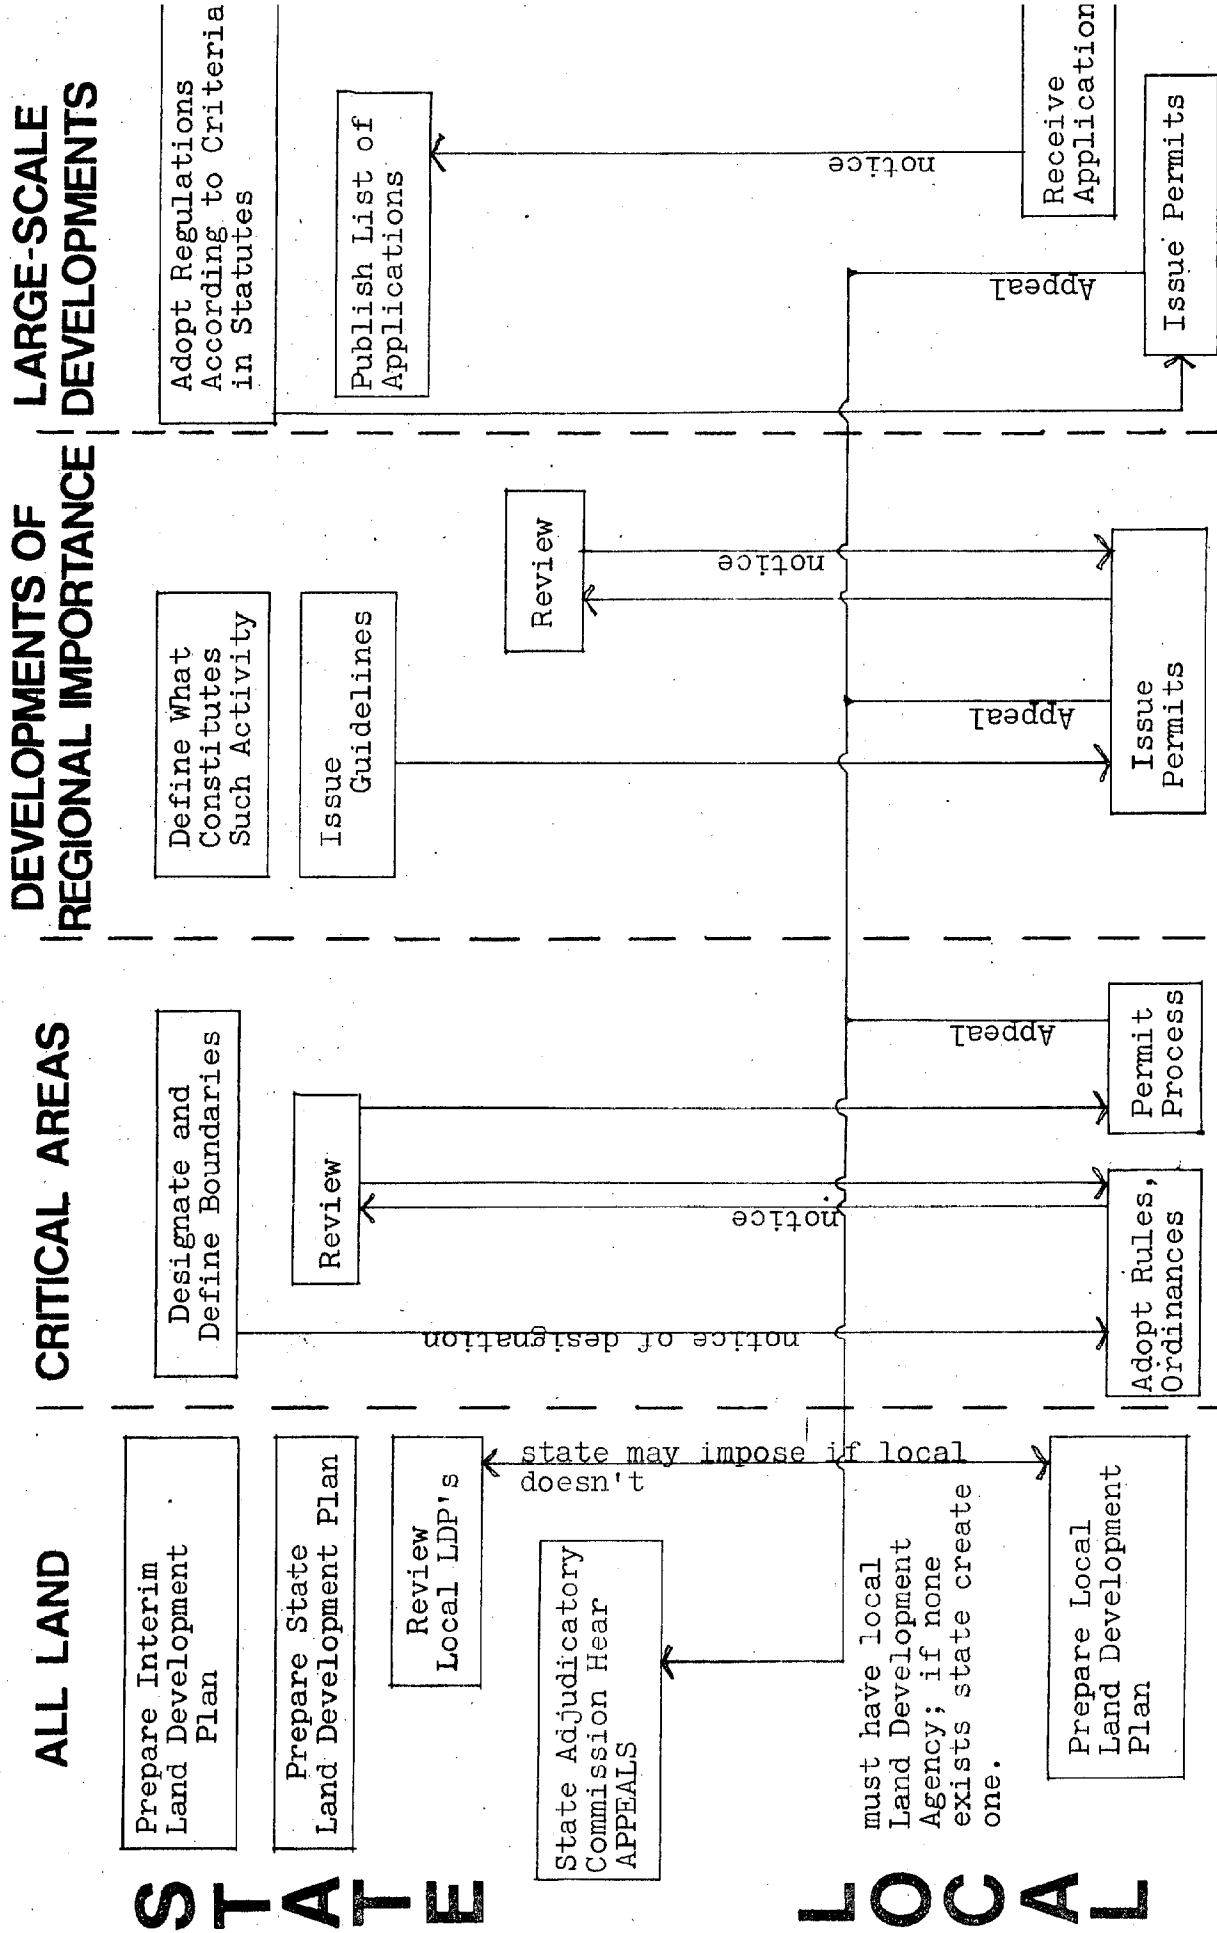 ALL LAND
CRITICAL AREAS
DEVELOPMENTS OF
REGIONAL IMPORTANCE
LARGE-SCALE
DEVELOPMENTS
STATE
Prepare Interim
Land Development
Plan
Prepare State
Land Development Plan
Review
Local LDP's
state may impose if local
doesn't
State Adjudicatory
Commission Hear
APPEALS
Designate and
Define Boundaries
Review
notice of designation
notice
Define What
Constitutes
Such Activity
Issue
Guidelines
Review
notice
Adopt Regulations
According to Criteria
in Statutes
Publish List of
Applications
notice
LOCAL
must have local
Land Development
Agency; if none
exists state create
one.
Prepare Local
Land Development
Plan
Adopt Rules,
Ordinances
Appeal
Permit
Process
Appeal
Issue
Permits
Appeal
Receive
Application
Issue Permits